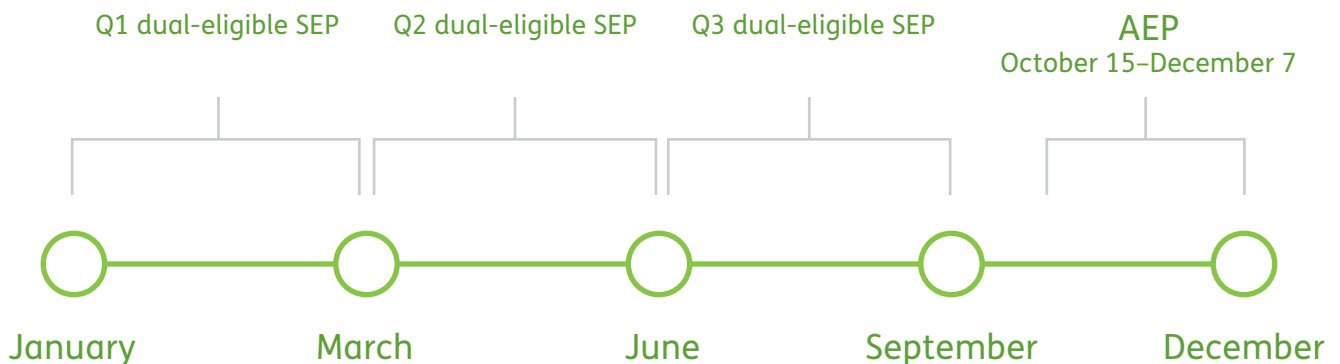 Q1 dual-eligible SEP
Q2 dual-eligible SEP
Q3 dual-eligible SEP
AEP
October 15–December 7
January
March
June
September
December